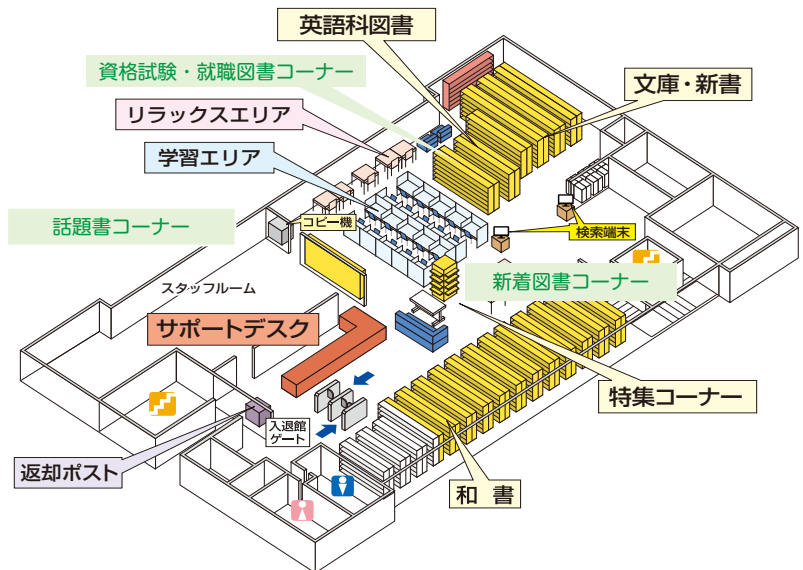 英語科図書
資格試験・就職図書コーナー
文庫・新書
リラックスエリア
学習エリア
話題書コーナー
コピー機
検索端末
新着図書コーナー
スタッフルーム
サポートデスク
特集コーナー
入退館
ゲート
返却ポスト
和 書